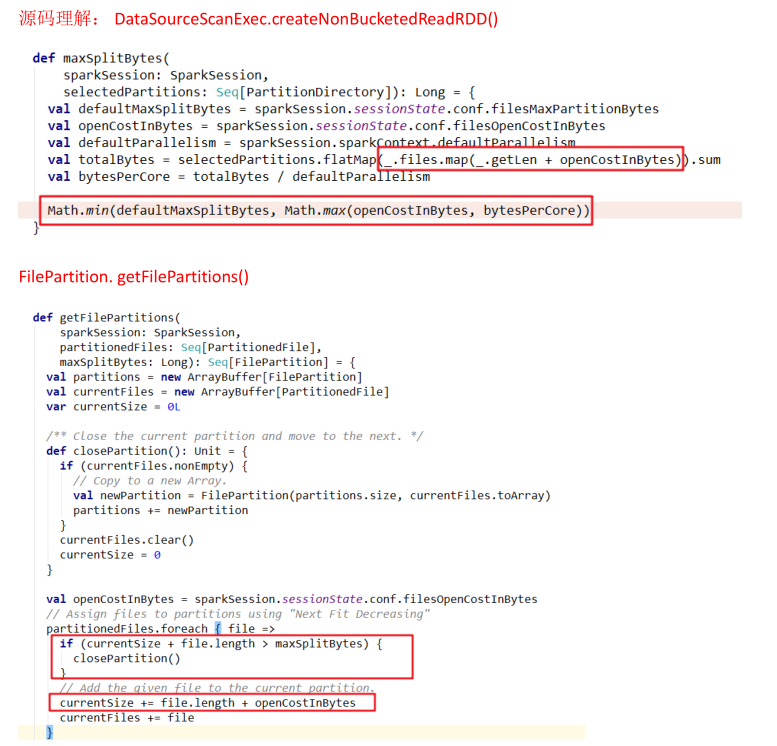 源码理解： DataSourceScanExec.createNonBucketedReadRDD()
def maxSplitBytes(
sparkSession: SparkSession,
selectedPartitions: Seq[PartitionDirectory]): Long = {
val defaultMaxSplitBytes = sparkSession.sessionState.conf.filesMaxPartitionBytes
val openCostInBytes = sparkSession.sessionState.conf.filesOpenCostInBytes
val defaultParallelism = sparkSession.sparkContext.defaultParallelism
val totalBytes = selectedPartitions.flatMap(_.files.map(_.getLen + openCostInBytes)).sum
val bytesPerCore = totalBytes / defaultParallelism
Math.min(defaultMaxSplitBytes, Math.max(openCostInBytes, bytesPerCore))
}
FilePartition. getFilePartitions()
def getFilePartitions(
sparkSession: SparkSession,
partitionedFiles: Seq[PartitionedFile],
maxSplitBytes: Long): Seq[FilePartition] = {
val partitions = new ArrayBuffer[FilePartition]
val currentFiles = new ArrayBuffer[PartitionedFile]
var currentSize = 0L
/** Close the current partition and move to the next. */
def closePartition(): Unit = {
if (currentFiles.nonEmpty) {
// Copy to a new Array.
val newPartition = FilePartition(partitions.size, currentFiles.toArray)
partitions += newPartition
}
currentFiles.clear()
currentSize = 0
}
val openCostInBytes = sparkSession.sessionState.conf.filesOpenCostInBytes
// Assign files to partitions using "Next Fit Decreasing"
partitionedFiles.foreach { file =>
if (currentSize + file.length > maxSplitBytes) {
closePartition()
}
// Add the given file to the current partition.
currentSize += file.length + openCostInBytes
currentFiles += file
}